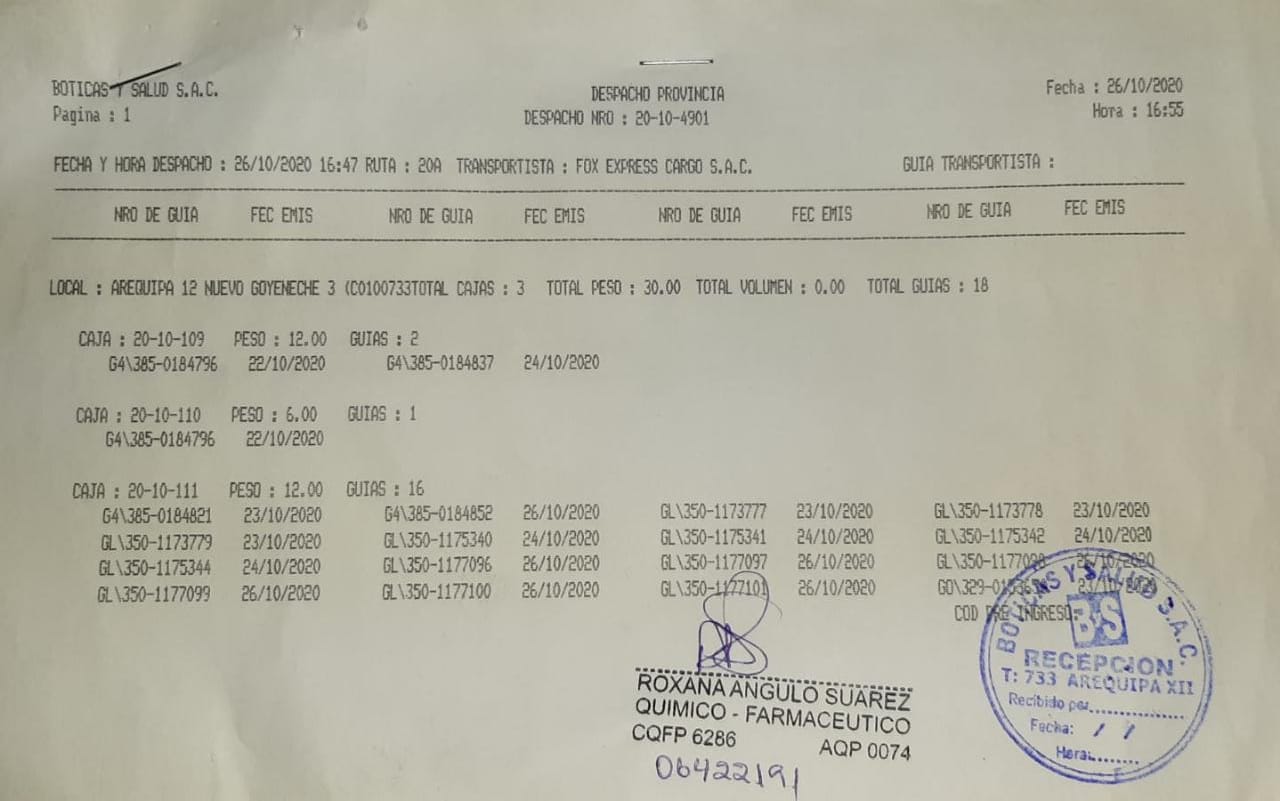 BOTICAS Y SALUD S.A.C.
Pagina : 1
DESPACHO PROVINCIA
DESPACHO NRO : 20-10-4901
Fecha : 26/10/2020
Hora : 16:55
FECHA Y HORA DESPACHO : 26/10/2020 16:47 RUTA : 20A TRANSPORTISTA : FOX EXPRESS CARGO S.A.C. GUIA TRANSPORTISTA :
NRO DE GUIA FEC EMIS NRO DE GUIA FEC EMIS NRO DE GUIA FEC EMIS NRO DE GUIA FEC EMIS
LOCAL : AREQUIPA 12 NUEVO GOYENECHE 3 (C0100733TOTAL CAJAS : 3 TOTAL PESO : 30.00 TOTAL VOLUMEN : 0.00 TOTAL GUIAS : 18
CAJA : 20-10-109 PESO : 12.00 GUIAS : 2
G4\385-0184796 22/10/2020 G4\385-0184837 24/10/2020
CAJA : 20-10-110 PESO : 6.00 GUIAS : 1
G4\385-0184796 22/10/2020
CAJA : 20-10-111 PESO : 12.00 GUIAS : 16
G4\385-0184821 23/10/2020 G4\385-0184852 26/10/2020 GL\350-1173777 23/10/2020 GL\350-1173778 23/10/2020
GL\350-1173779 23/10/2020 GL\350-1175340 24/10/2020 GL\350-1175341 24/10/2020 GL\350-1175342 24/10/2020
GL\350-1175344 24/10/2020 GL\350-1177096 26/10/2020 GL\350-1177097 26/10/2020 GL\350-1177098 26/10/2020
GL\350-1177099 26/10/2020 GL\350-1177100 26/10/2020 GL\350-1177101 26/10/2020
COD PRE INGRESO:
BOTICAS Y SALUD S.A.C.
B&S
RECEPCION
T: 733 AREQUIPA XII
Recibido por
Fecha: / /
Hora:
ROXANA ANGULO SUAREZ
QUIMICO - FARMACEUTICO
CQFP 6286 AQP 0074
06422191